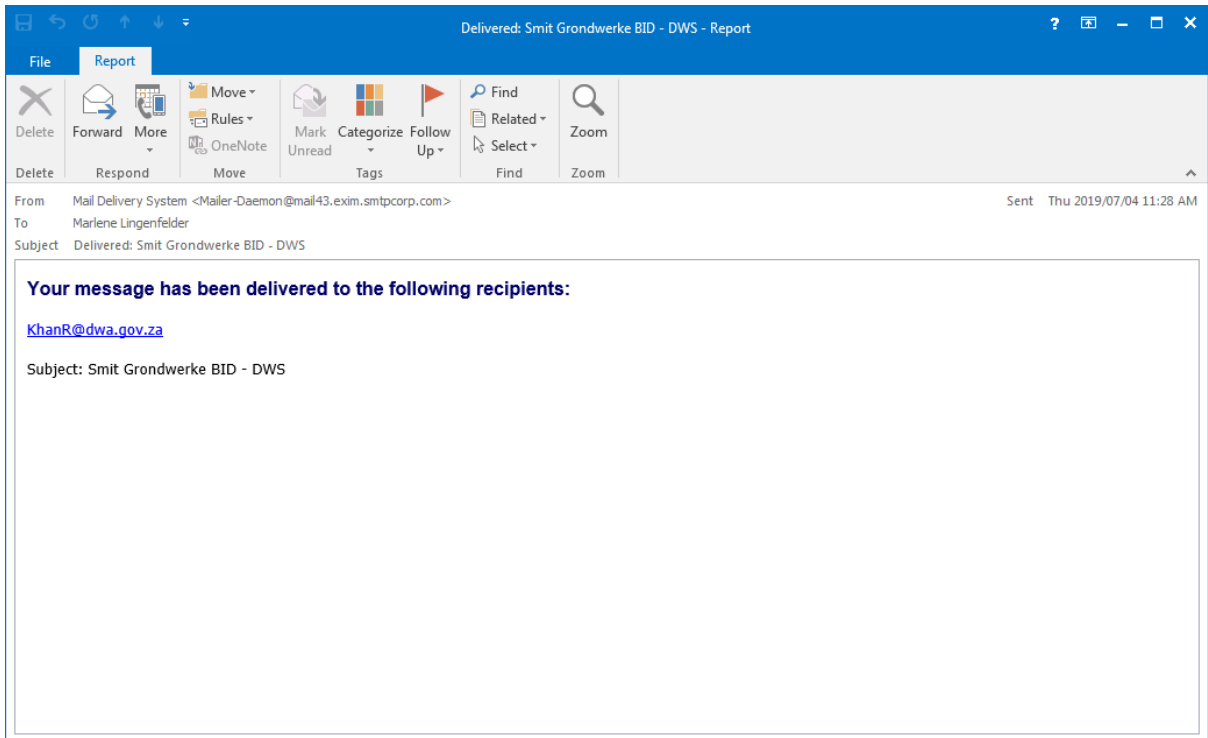 Delivered: Smit Grondwerke BID - DWS - Report
?
File Report
Delete
Forward
More
Move
Rules
OneNote
Mark Unread
Categorize
Follow Up
Find
Related
Select
Zoom
Delete Respond Move Tags Find Zoom
From Mail Delivery System <Mailer-Daemon@mail43.exim.smtpcorp.com> Sent Thu 2019/07/04 11:28 AM
To Marlene Lingenfelder
Subject Delivered: Smit Grondwerke BID - DWS
Your message has been delivered to the following recipients:
KhanR@dwa.gov.za
Subject: Smit Grondwerke BID - DWS